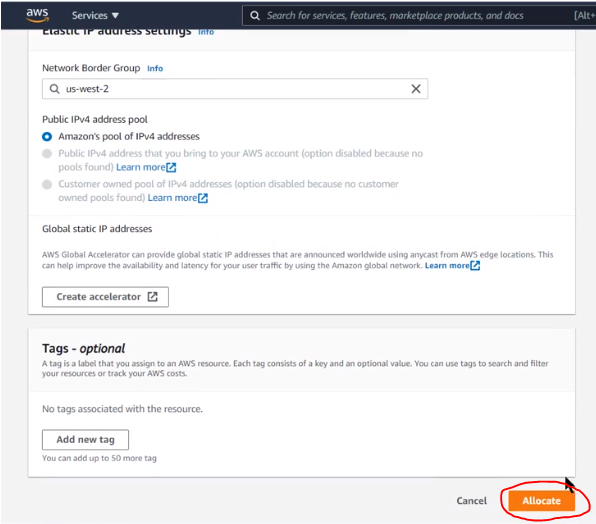 aws
Services ▼
Search for services, features, marketplace products, and docs
[Alt+
Elastic IP address settings Info
Network Border Group Info
us-west-2
Public IPv4 address pool
Amazon's pool of IPv4 addresses
Public IPv4 address that you bring to your AWS account (option disabled because no
pools found) Learn more
Customer owned pool of IPv4 addresses (option disabled because no customer
owned pools found) Learn more
Global static IP addresses
AWS Global Accelerator can provide global static IP addresses that are announced worldwide using anycast from AWS edge locations. This
can help improve the availability and latency for your user traffic by using the Amazon global network. Learn more
Create accelerator
Tags - optional
A tag is a label that you assign to an AWS resource. Each tag consists of a key and an optional value. You can use tags to search and filter
your resources or track your AWS costs.
No tags associated with the resource.
Add new tag
You can add up to 50 more tag
Cancel
Allocate